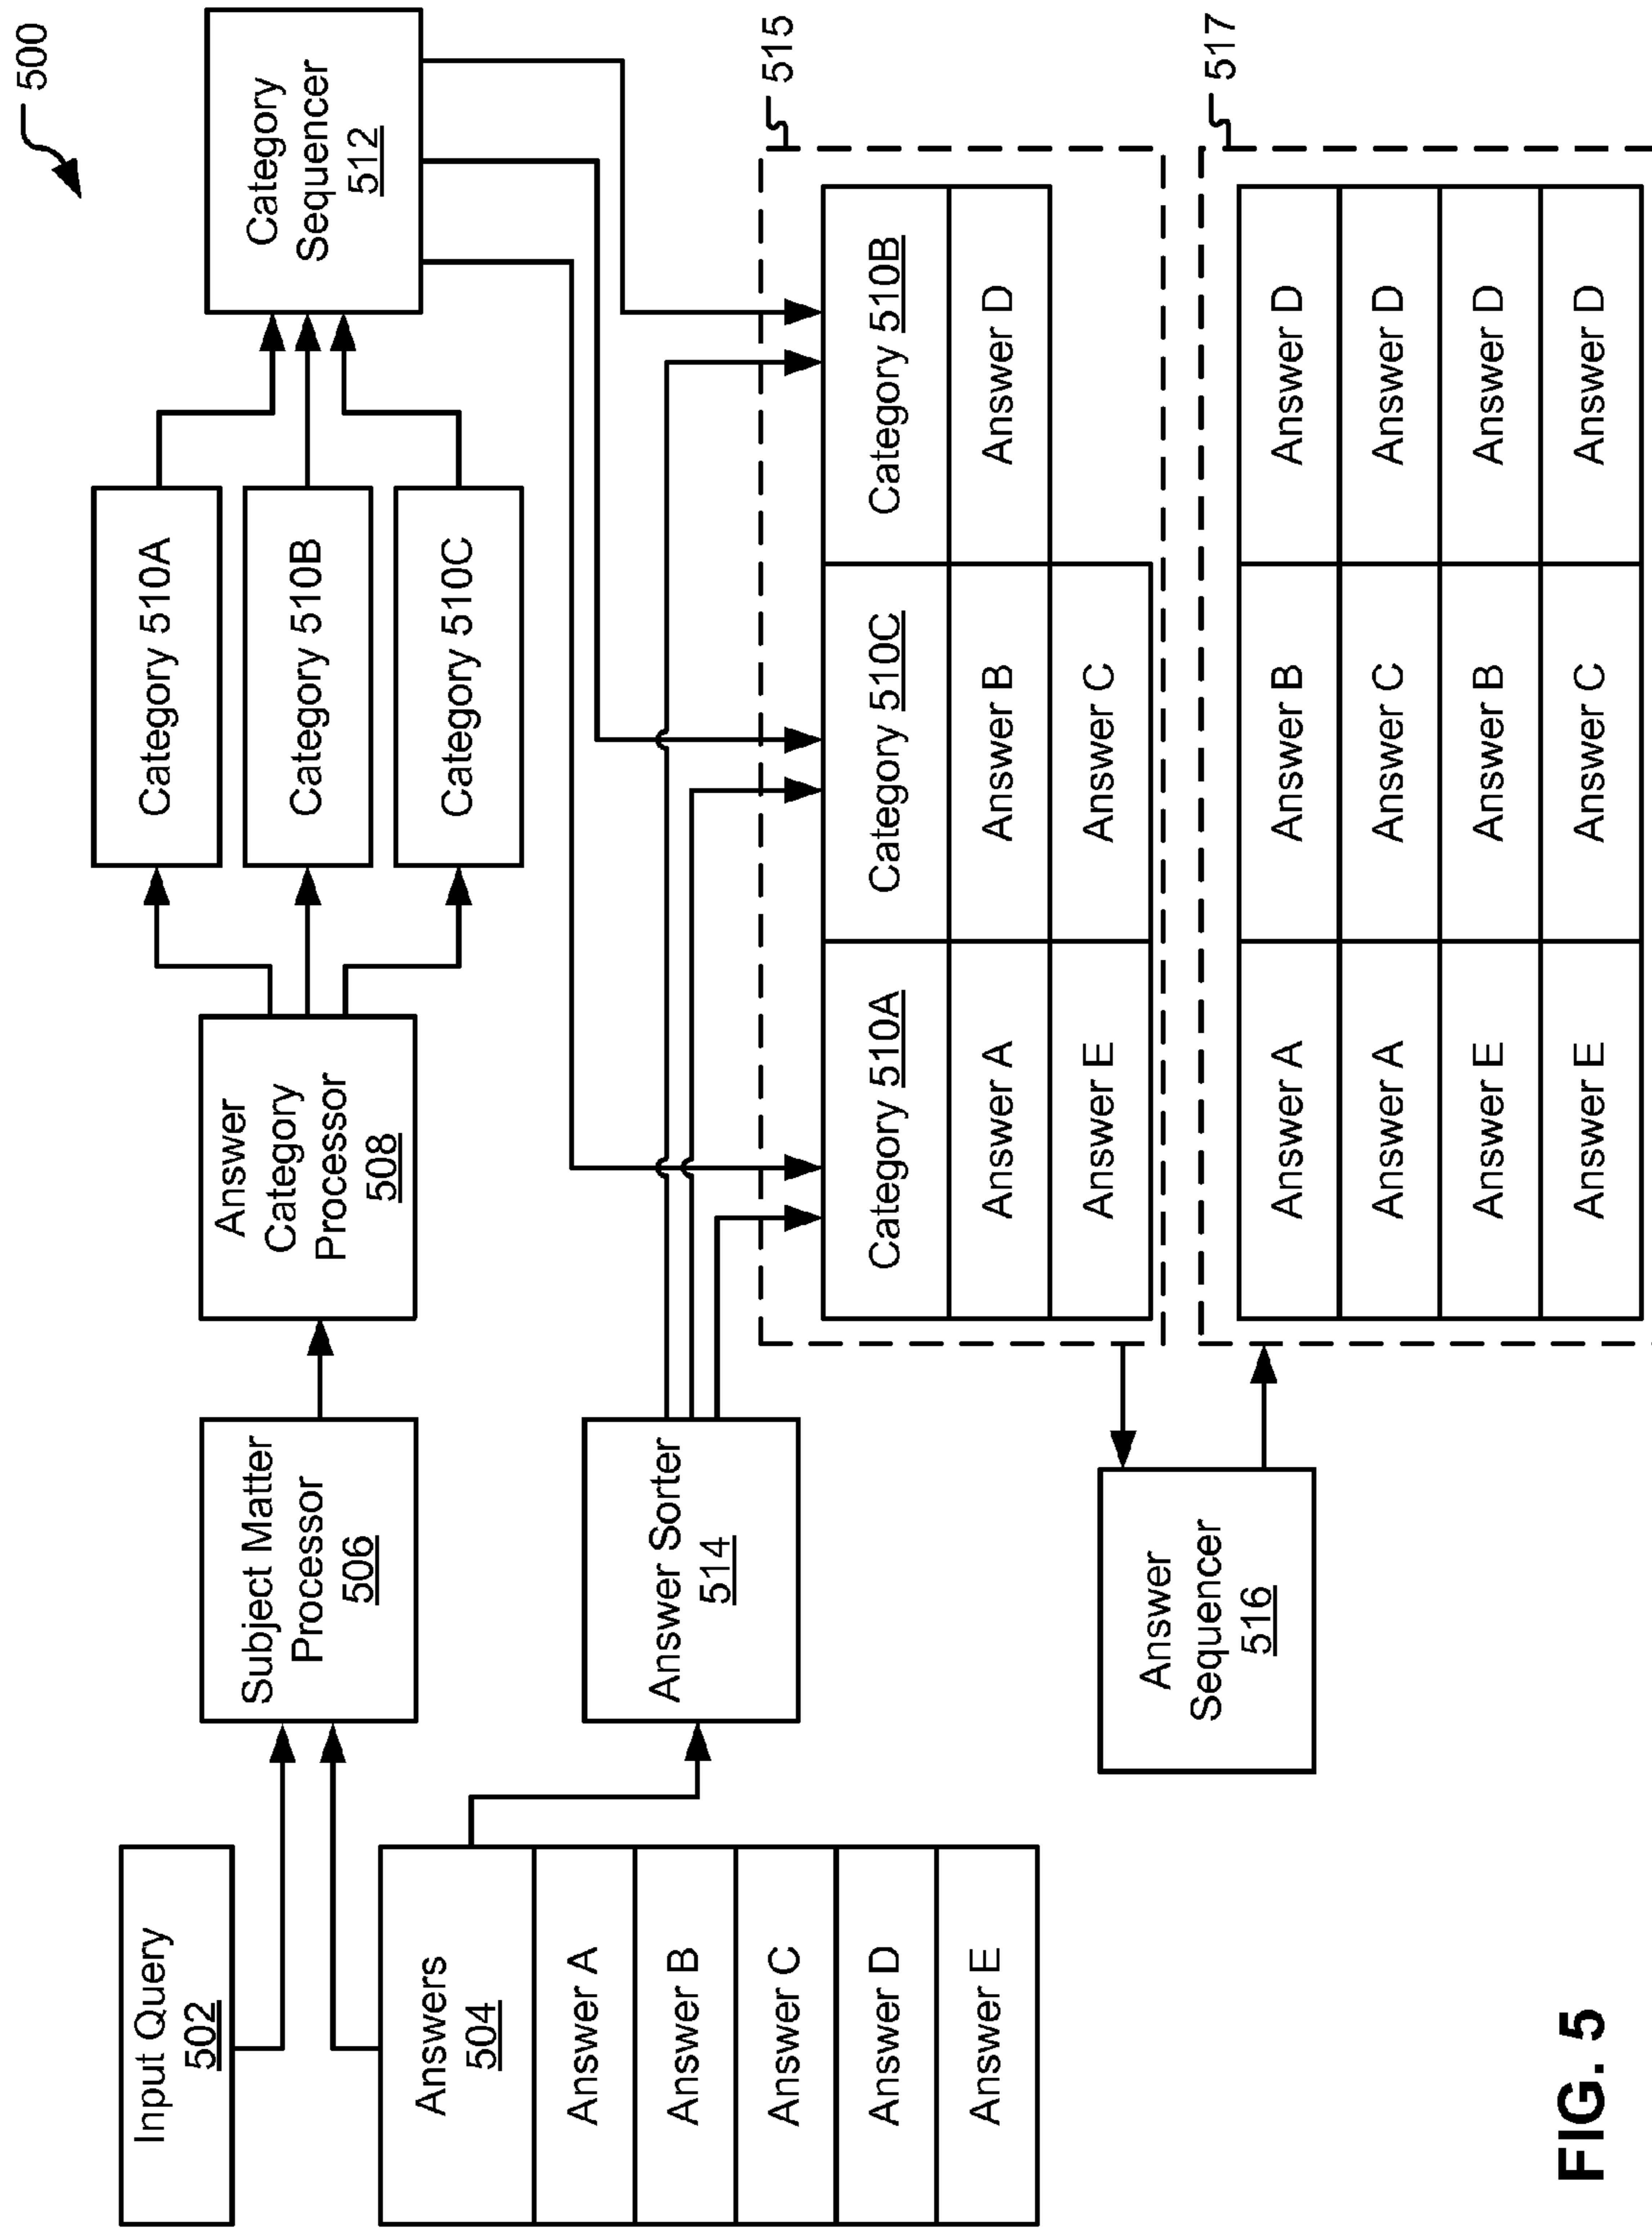 500
Input Query
502
Answers
504
Answer A
Answer B
Answer C
Answer D
Answer E
Subject Matter
Processor
506
Answer
Category
Processor
508
Category 510A
Category 510B
Category 510C
Category
Sequencer
512
Answer Sorter
514
515
Category 510A
Category 510C
Category 510B
Answer A
Answer B
Answer D
Answer E
Answer C
Answer
Sequencer
516
517
Answer A
Answer B
Answer D
Answer A
Answer C
Answer D
Answer E
Answer B
Answer D
Answer E
Answer C
Answer D
FIG. 5